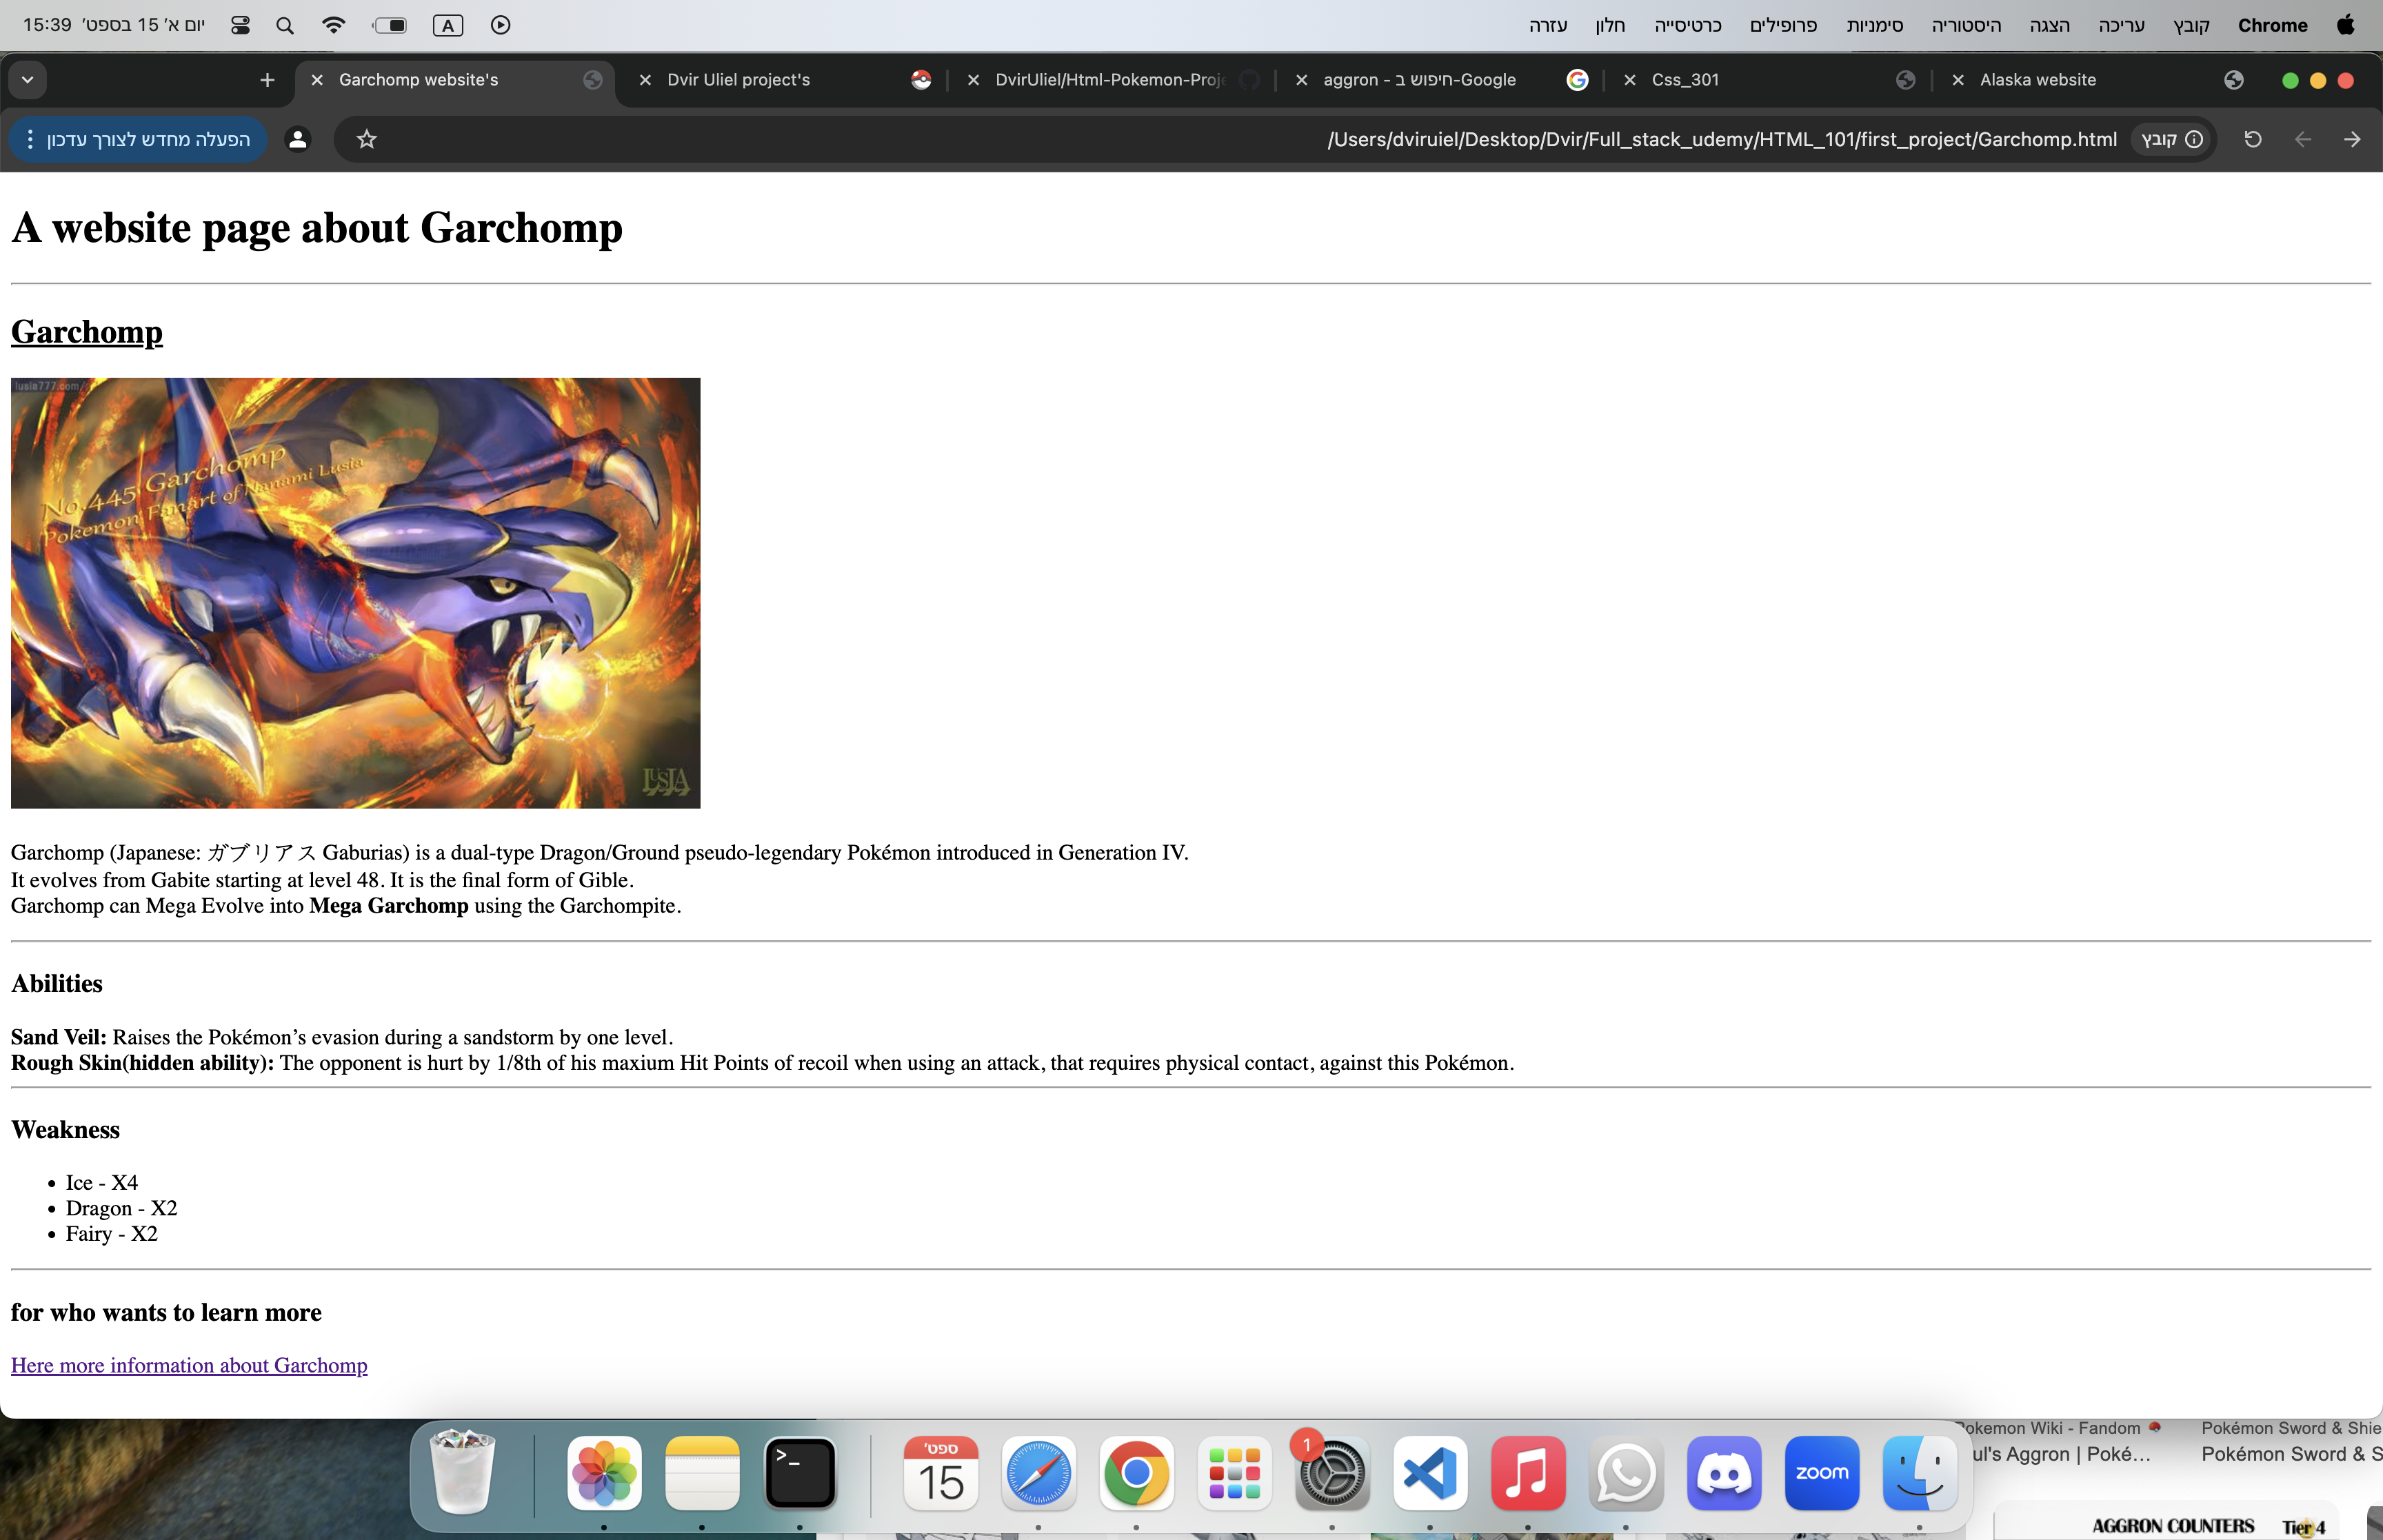 15:39 יום א׳ 15 בספט׳ A Chrome קובץ עריכה הצגה היסטוריה סימניות פרופילים כרטיסייה חלון עזרה
Garchomp website's Dvir Uliel project's DvirUliel/Html-Pokemon-Proj aggron - חיפוש ב-Google Css_301 Alaska website
הפעלה מחדש לצורך עדכון /Users/dviruiel/Desktop/Dvir/Full_stack_udemy/HTML_101/first_project/Garchomp.html קובץ
A website page about Garchomp
Garchomp
lusia777.com/
No.445 Garchomp
Pokemon Fanart of Nanami Lusia
LUSIA
Garchomp (Japanese: ガブリアス Gaburias) is a dual-type Dragon/Ground pseudo-legendary Pokémon introduced in Generation IV.
It evolves from Gabite starting at level 48. It is the final form of Gible.
Garchomp can Mega Evolve into Mega Garchomp using the Garchompite.
Abilities
Sand Veil: Raises the Pokémon’s evasion during a sandstorm by one level.
Rough Skin(hidden ability): The opponent is hurt by 1/8th of his maxium Hit Points of recoil when using an attack, that requires physical contact, against this Pokémon.
Weakness
Ice - X4
Dragon - X2
Fairy - X2
for who wants to learn more
Here more information about Garchomp
Pokemon Wiki - Fandom Pokémon Sword & Shie
ul's Aggron | Poké... Pokémon Sword & S
ספט׳
15
1
zoom
AGGRON COUNTERS Tier 4